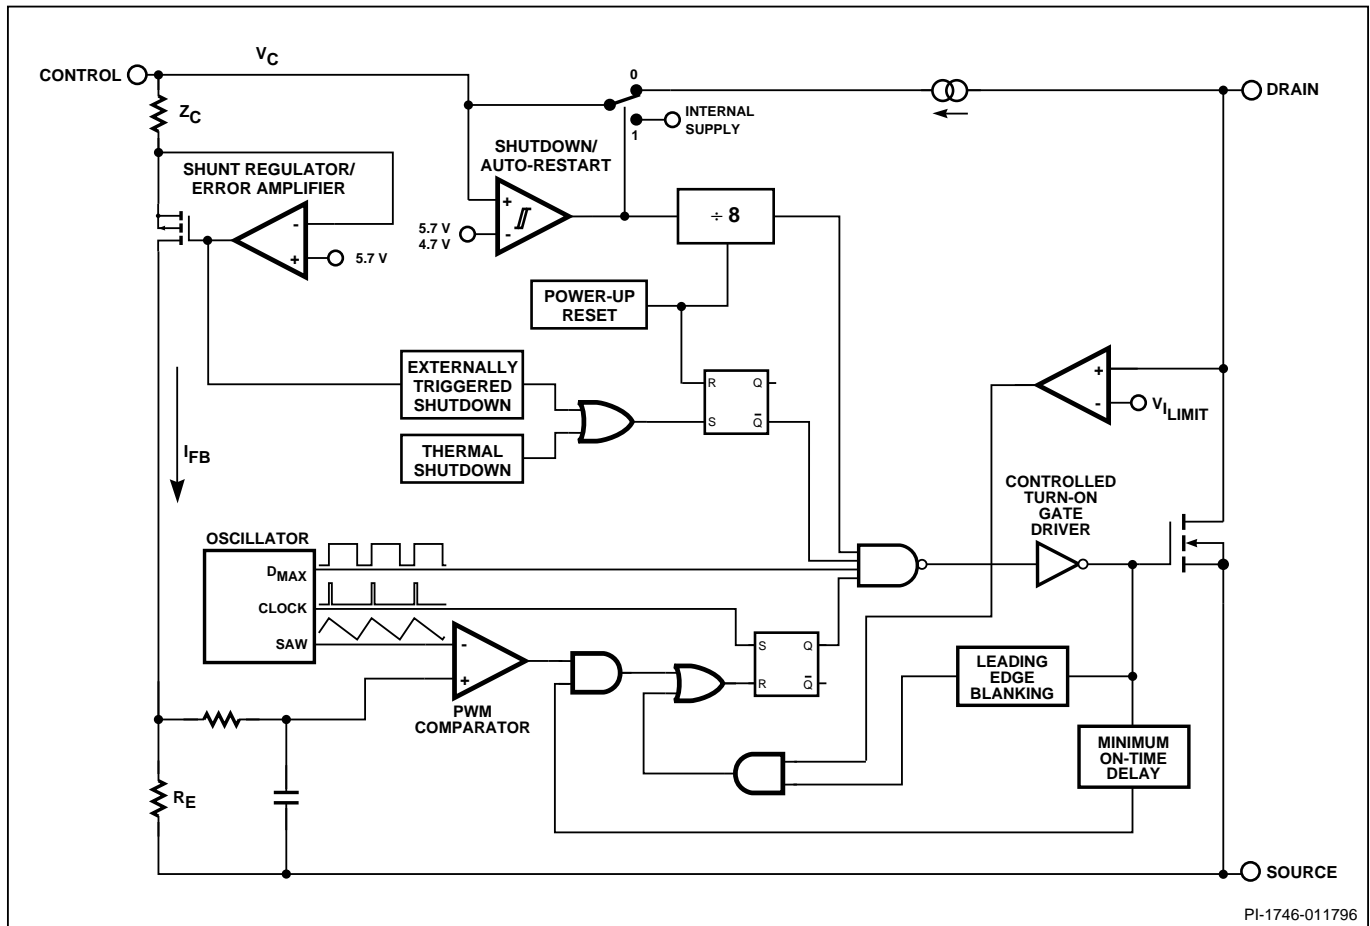 V_C
CONTROL
0
DRAIN
Z_C
INTERNAL
SUPPLY
1
SHUTDOWN/
AUTO-RESTART
SHUNT REGULATOR/
ERROR AMPLIFIER
+
-
÷ 8
5.7 V
4.7 V
-
+
5.7 V
POWER-UP
RESET
EXTERNALLY
TRIGGERED
SHUTDOWN
R
Q
S
Q̅
+
-
V_I_LIMIT
THERMAL
SHUTDOWN
I_FB
CONTROLLED
TURN-ON
GATE
DRIVER
OSCILLATOR
D_MAX
CLOCK
SAW
-
+
PWM
COMPARATOR
S
Q
R
Q̅
LEADING
EDGE
BLANKING
MINIMUM
ON-TIME
DELAY
R_E
SOURCE
PI-1746-011796